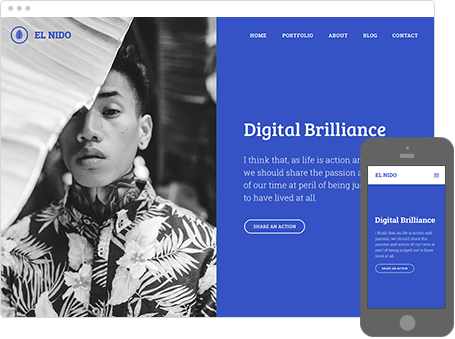 EL NIDO
HOME PORTFOLIO ABOUT BLOG CONTACT
Digital Brilliance
I think that, as life is action an
we should share the passion a
of our time at peril of being ju
to have lived at all.
SHARE AN ACTION
EL NIDO
Digital Brilliance
I think that, as life is action and
passion, we should share the
passion and action of our time at
peril of being judged not to have
lived at all.
SHARE AN ACTION